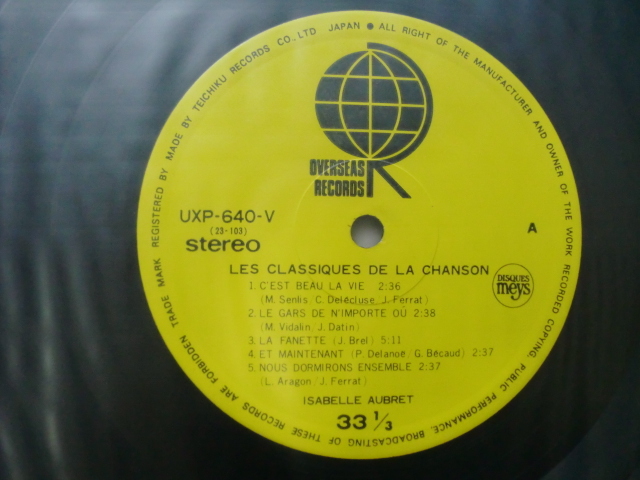 TRADE MARK REGISTERED BY MADE BY TEICHIKU RECORDS CO., LTD JAPAN ● ALL RIGHT OF THE MANUFACTURER AND OWNER OF THE WORK RECORDED COPYING, PUBLIC PERFORMANCE, BROADCASTING OF THESE RECORDS ARE FORBIDDEN
OVERSEAS
RECORDS
UXP-640-V
(23-103)
stereo
A
LES CLASSIQUES DE LA CHANSON
DISQUES
meys
1. C'EST BEAU LA VIE 2:36
(M. Senlis, C. Delécluse, J. Ferrat)
2. LE GARS DE N'IMPORTE OÙ 2:38
(M. Vidalin, J. Datin)
3. LA FANETTE (J. Brel) 5:11
4. ET MAINTENANT (P. Delanoë/G. Bécaud) 2:37
5. NOUS DORMIRONS ENSEMBLE 2:37
(L. Aragon/J. Ferrat)
ISABELLE AUBRET
33 1/3